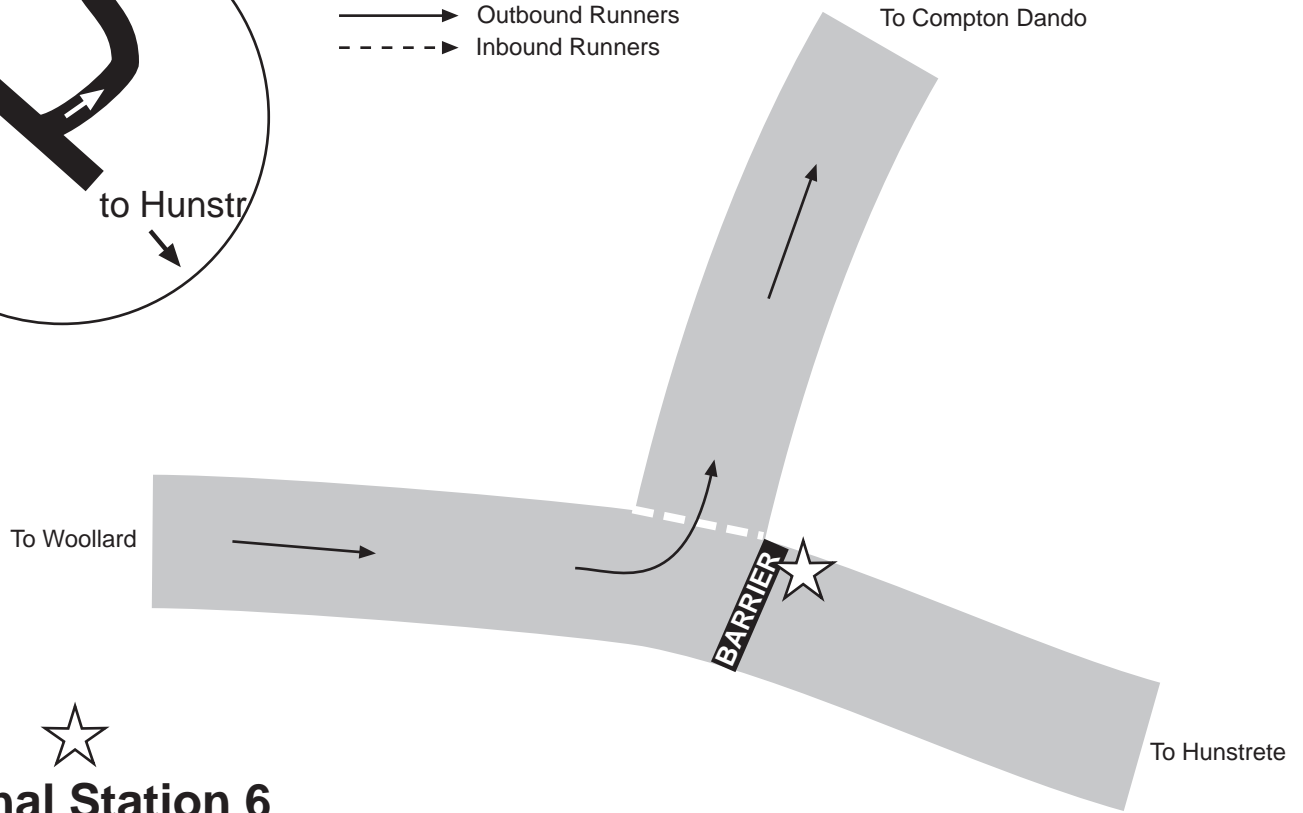 Outbound Runners
Inbound Runners
To Compton Dando
to Hunstr
To Woollard
BARRIER
To Hunstrete
nal Station 6